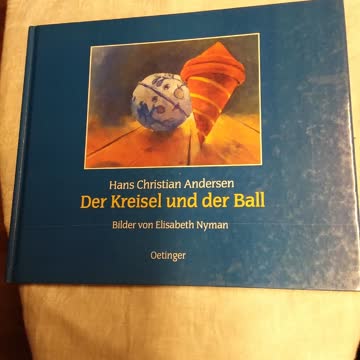 Hans Christian Andersen
Der Kreisel und der Ball
Bilder von Elisabeth Nyman
Oetinger